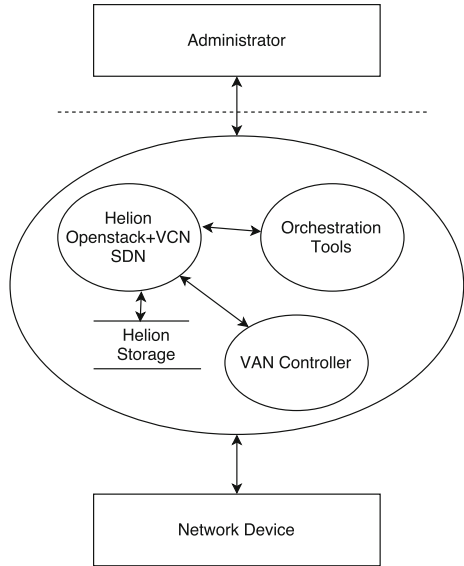 Administrator
Helion
Openstack+VCN
SDN
Orchestration
Tools
Helion
Storage
VAN Controller
Network Device